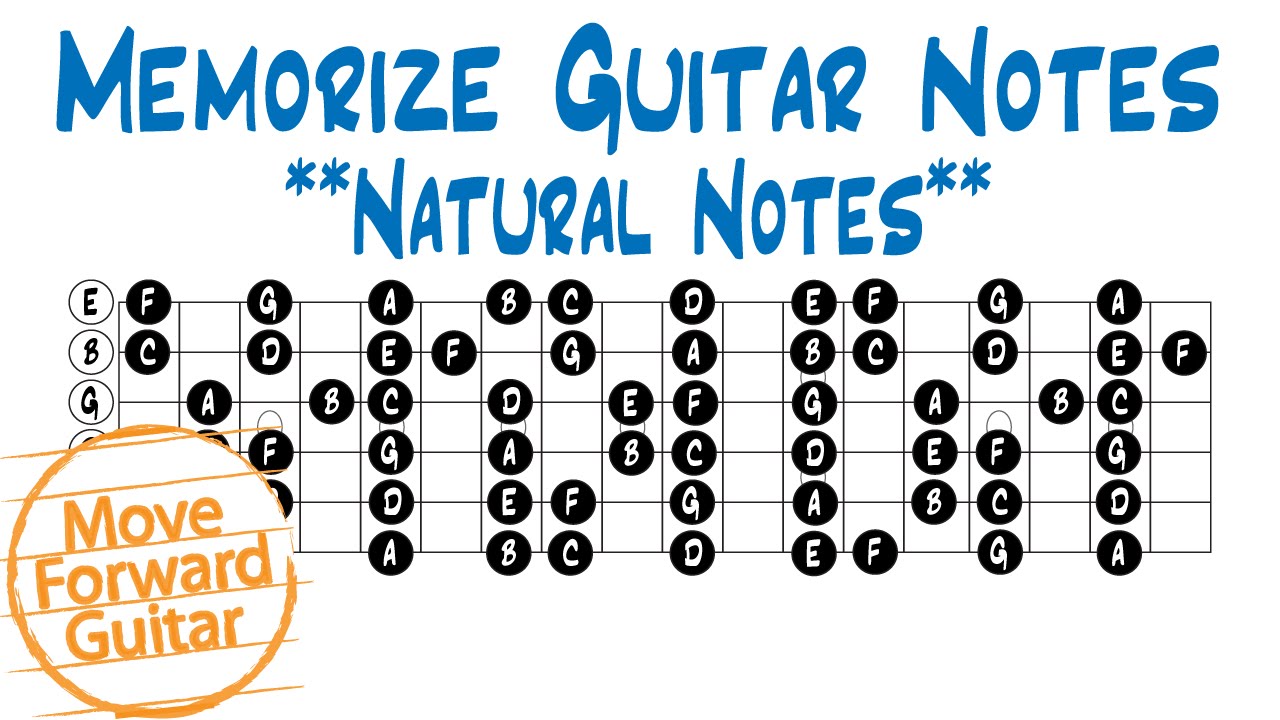 MEMORIZE GUITAR NOTES
**NATURAL NOTES**
E F G A B C D E F G A
B C D E F G A B C D E F
G A B C D E F G A B C
F G A B C D E F G
D E F G A B C D
A B C D E F G A
Move
Forward
Guitar